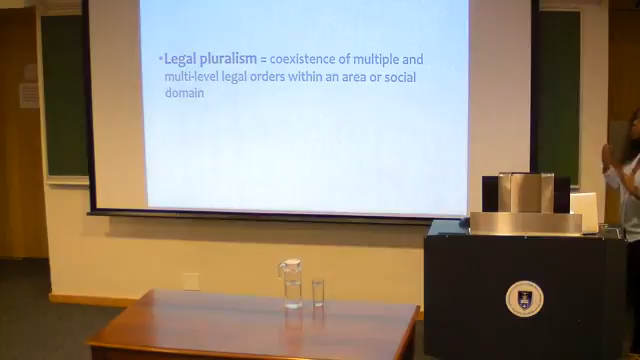 •Legal pluralism = coexistence of multiple and
multi-level legal orders within an area or social
domain